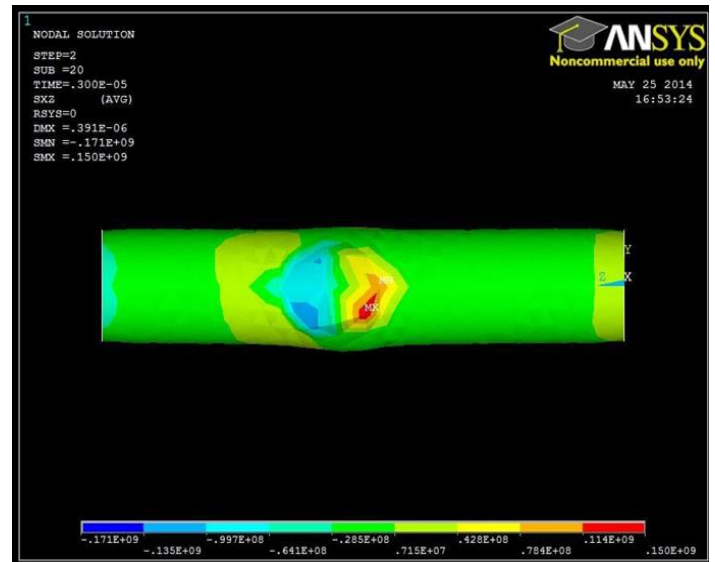 1
NODAL SOLUTION
STEP=2
SUB =20
TIME=.300E-05
SXZ (AVG)
RSYS=0
DMX =.391E-06
SMN =-.171E+09
SMX =.150E+09
ANSYS
Noncommercial use only
MAY 25 2014
16:53:24
Y
Z X
MN
MX
-.171E+09 -.997E+08 -.285E+08 .428E+08 .114E+09
-.135E+09 -.641E+08 .715E+07 .784E+08 .150E+09